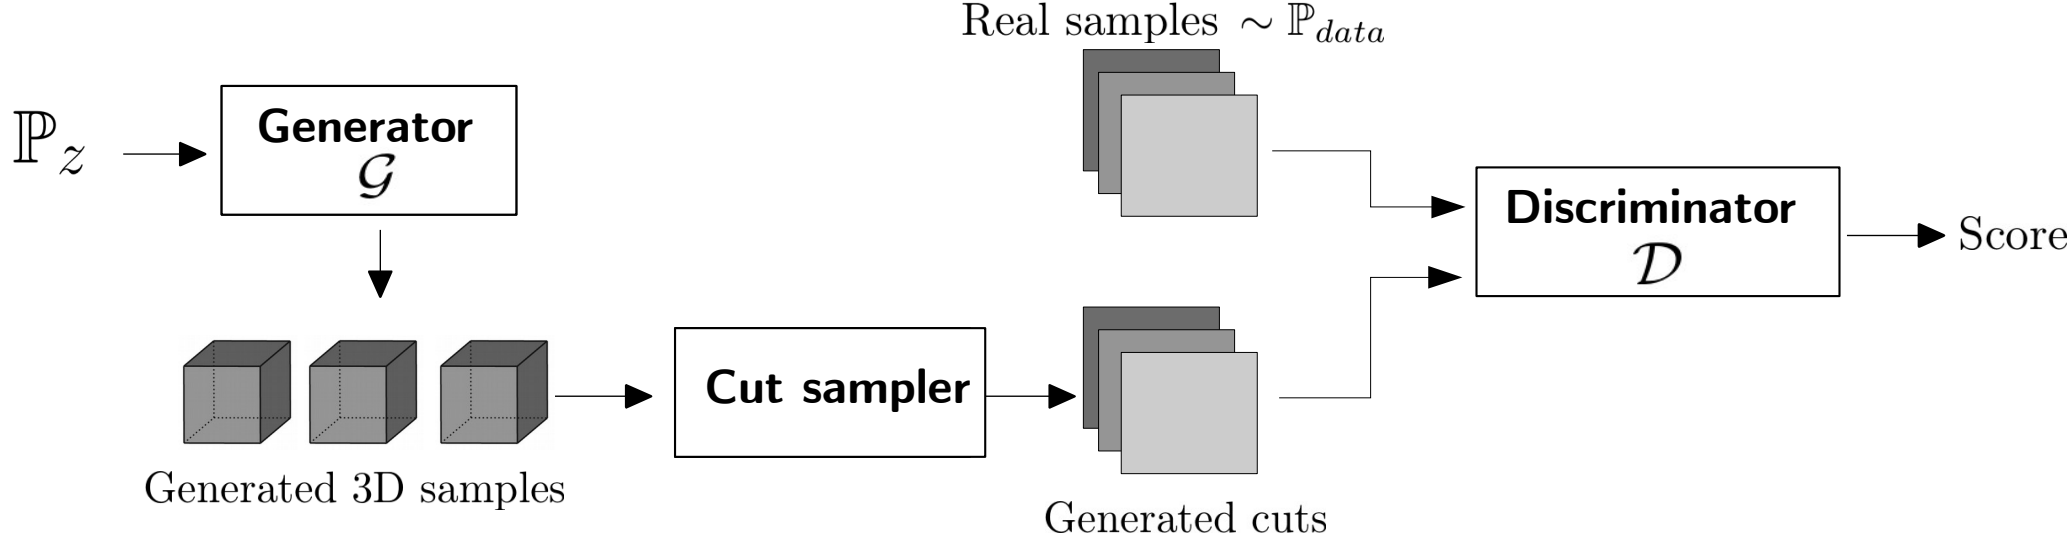 Real samples ∼ ℙ_data
ℙ_z
Generator
𝒢
Discriminator
𝒟
Score
Cut sampler
Generated 3D samples
Generated cuts